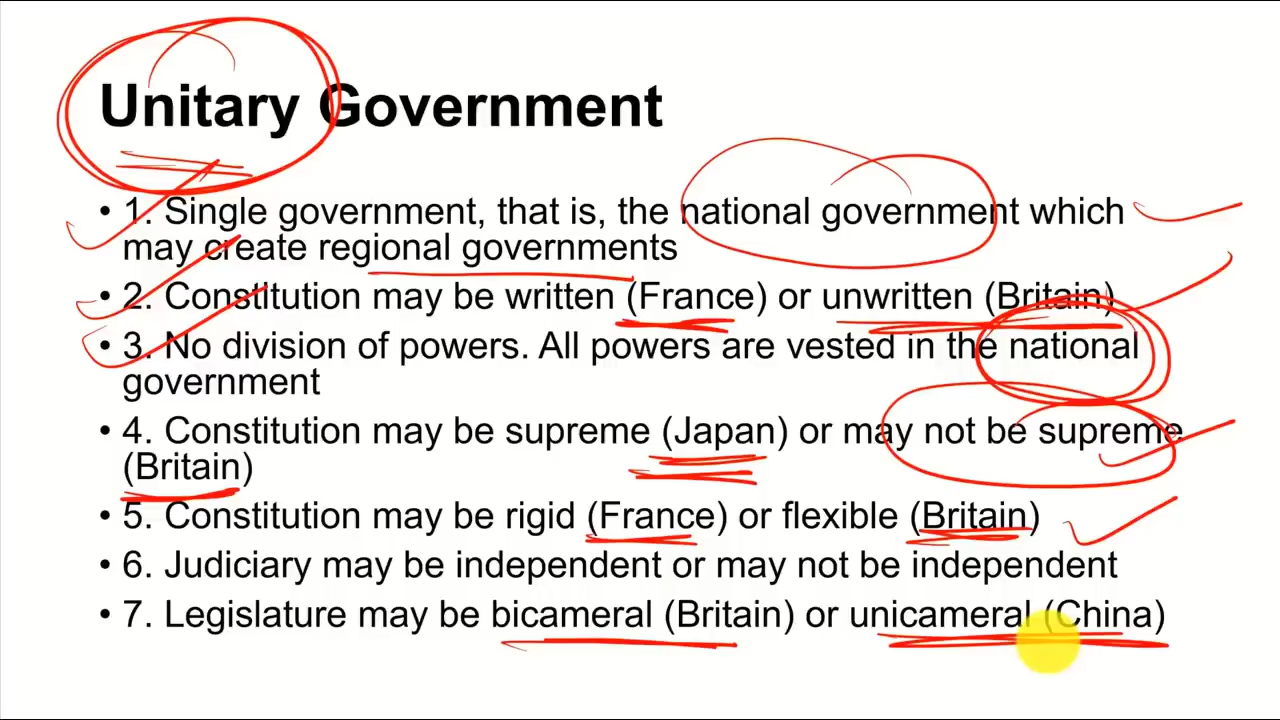 Unitary Government
• 1. Single government, that is, the national government which
may create regional governments
• 2. Constitution may be written (France) or unwritten (Britain)
• 3. No division of powers. All powers are vested in the national
government
• 4. Constitution may be supreme (Japan) or may not be supreme
(Britain)
• 5. Constitution may be rigid (France) or flexible (Britain)
• 6. Judiciary may be independent or may not be independent
• 7. Legislature may be bicameral (Britain) or unicameral (China)